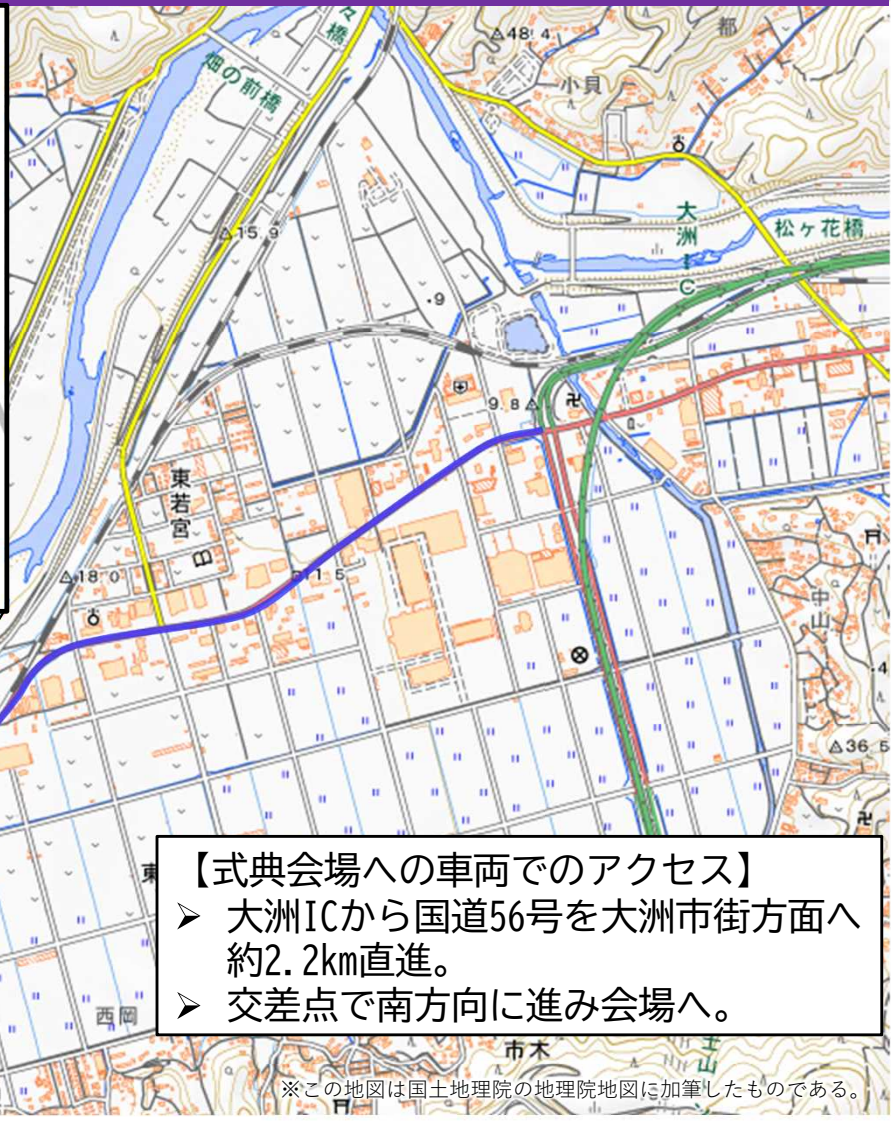 々橋
畑の前橋
48.4
都
小貝
15.9
大洲IC
松ヶ花橋
・9
9.8
東若宮
18.0
11.5
中山
・4
36.5
東
【式典会場への車両でのアクセス】
➢ 大洲ICから国道56号を大洲市街方面へ
約2.2km直進。
➢ 交差点で南方向に進み会場へ。
西岡
市木
※この地図は国土地理院の地理院地図に加筆したものである。